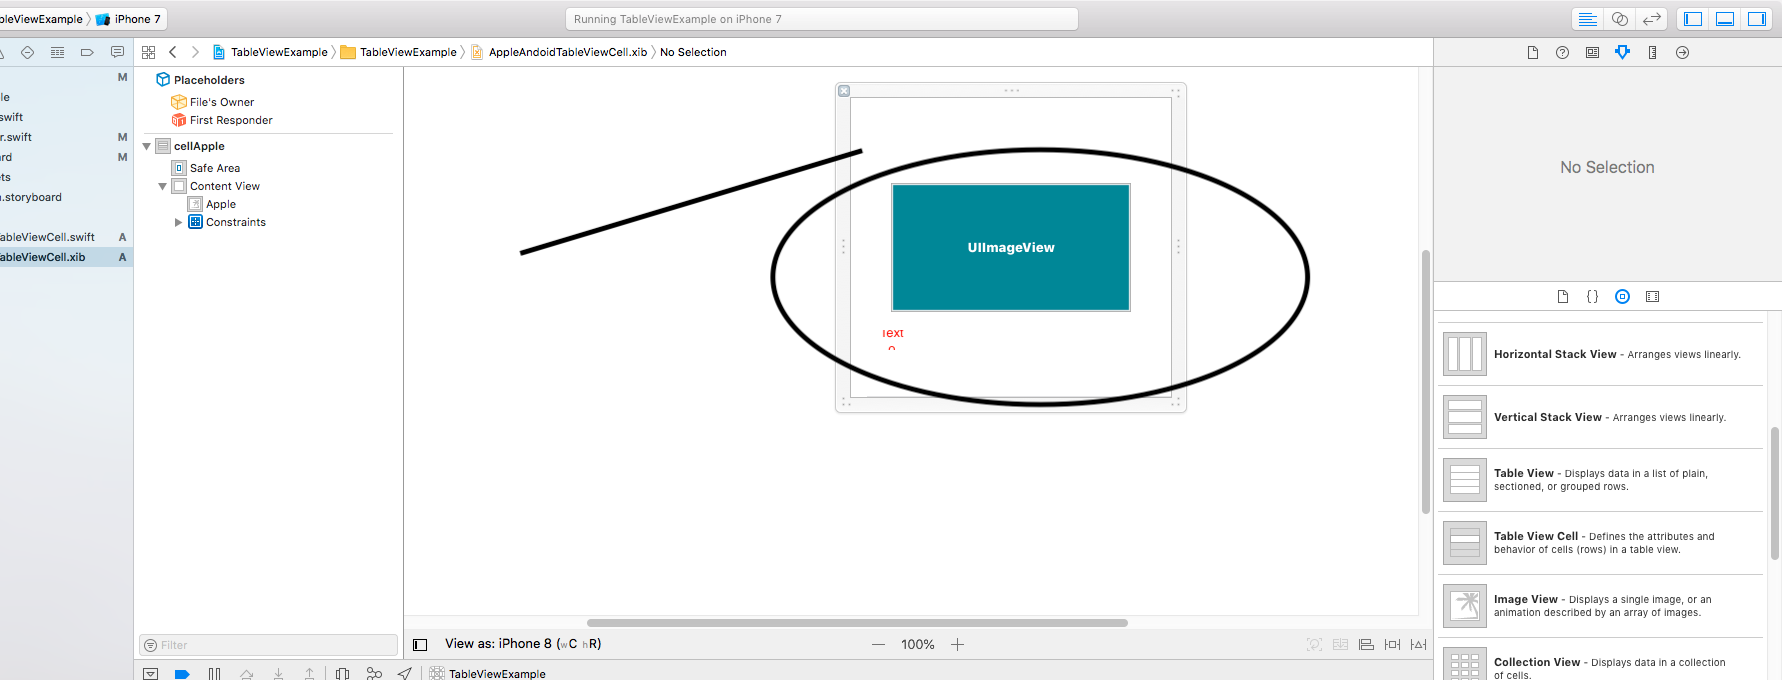 bleViewExample
iPhone 7
Running TableViewExample on iPhone 7
TableViewExample
TableViewExample
AppleAndoidTableViewCell.xib
No Selection
M
le
swift
r.swift M
rd M
ets
n.storyboard
TableViewCell.swift A
TableViewCell.xib A
Placeholders
File's Owner
First Responder
cellApple
Safe Area
Content View
Apple
Constraints
Filter
UIImageView
Text
View as: iPhone 8 (wC hR)
— 100% +
TableViewExample
No Selection
{ }
Horizontal Stack View - Arranges views linearly.
Vertical Stack View - Arranges views linearly.
Table View - Displays data in a list of plain,
sectioned, or grouped rows.
Table View Cell - Defines the attributes and
behavior of cells (rows) in a table view.
Image View - Displays a single image, or an
animation described by an array of images.
Collection View - Displays data in a collection
of cells.